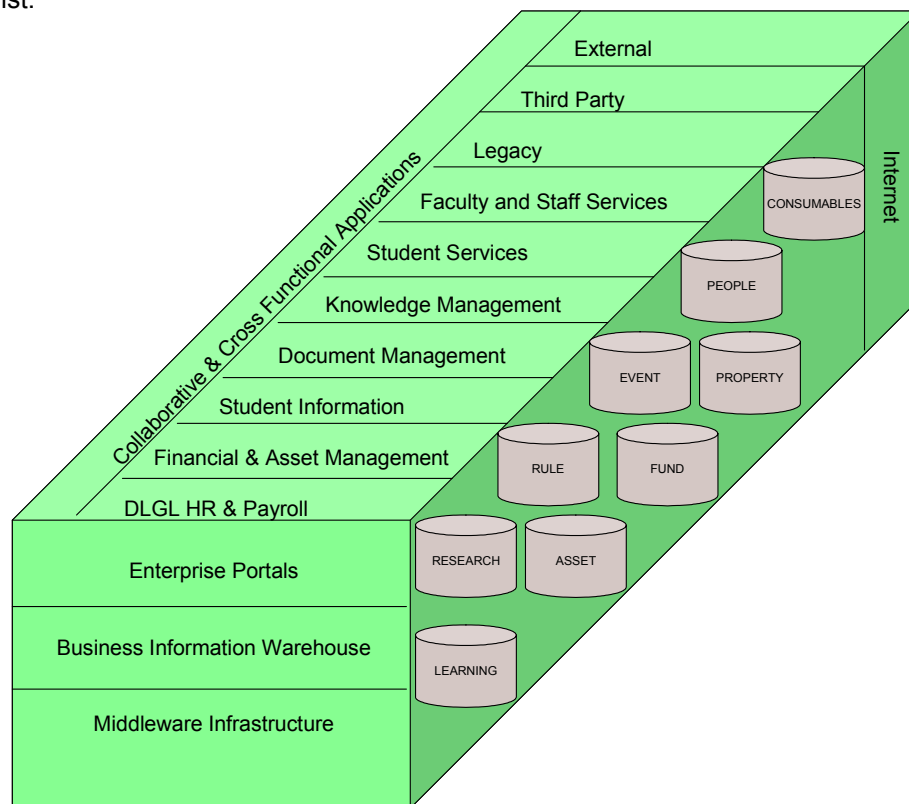 External
Third Party
Legacy
Faculty and Staff Services
Student Services
Knowledge Management
Document Management
Student Information
Financial & Asset Management
DLGL HR & Payroll
Collaborative & Cross Functional Applications
Internet
CONSUMABLES
PEOPLE
EVENT
PROPERTY
RULE
FUND
RESEARCH
ASSET
LEARNING
Enterprise Portals
Business Information Warehouse
Middleware Infrastructure